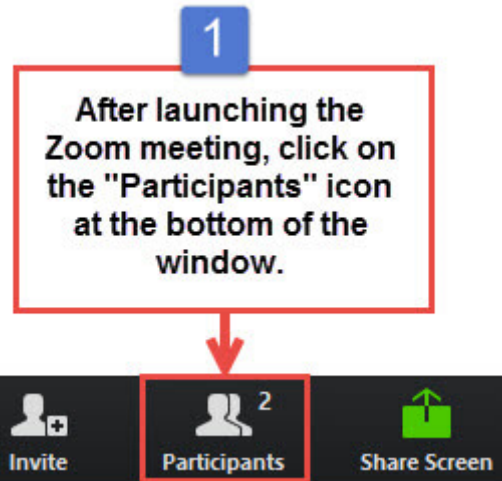 1
After launching the
Zoom meeting, click on
the "Participants" icon
at the bottom of the
window.
2
Invite
Participants
Share Screen